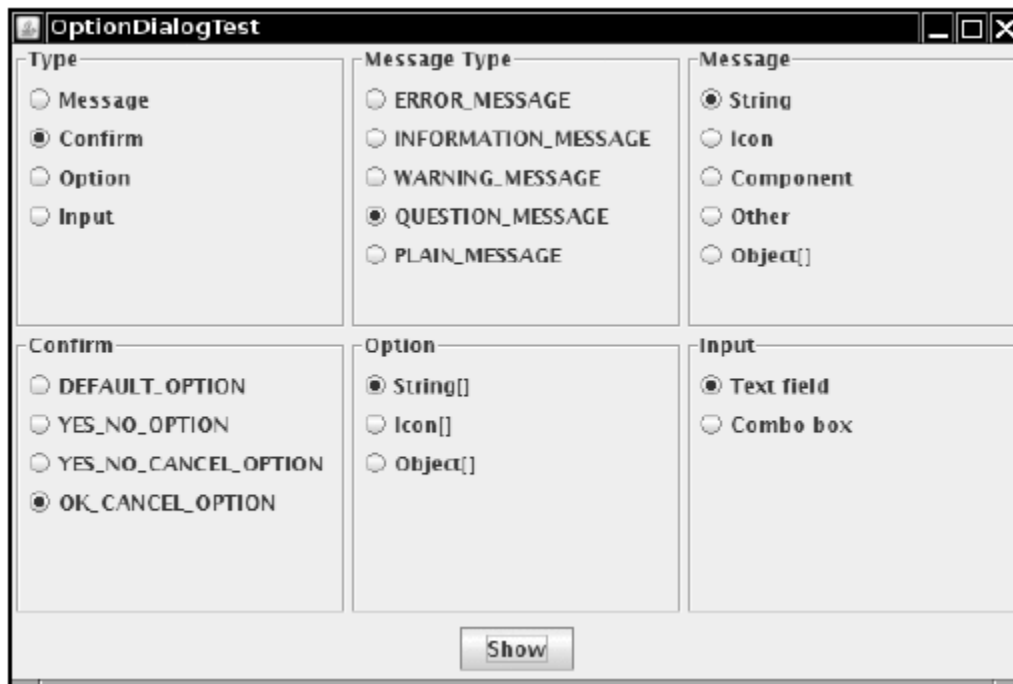 OptionDialogTest
Type
Message
Confirm
Option
Input
Message Type
ERROR_MESSAGE
INFORMATION_MESSAGE
WARNING_MESSAGE
QUESTION_MESSAGE
PLAIN_MESSAGE
Message
String
Icon
Component
Other
Object[]
Confirm
DEFAULT_OPTION
YES_NO_OPTION
YES_NO_CANCEL_OPTION
OK_CANCEL_OPTION
Option
String[]
Icon[]
Object[]
Input
Text field
Combo box
Show